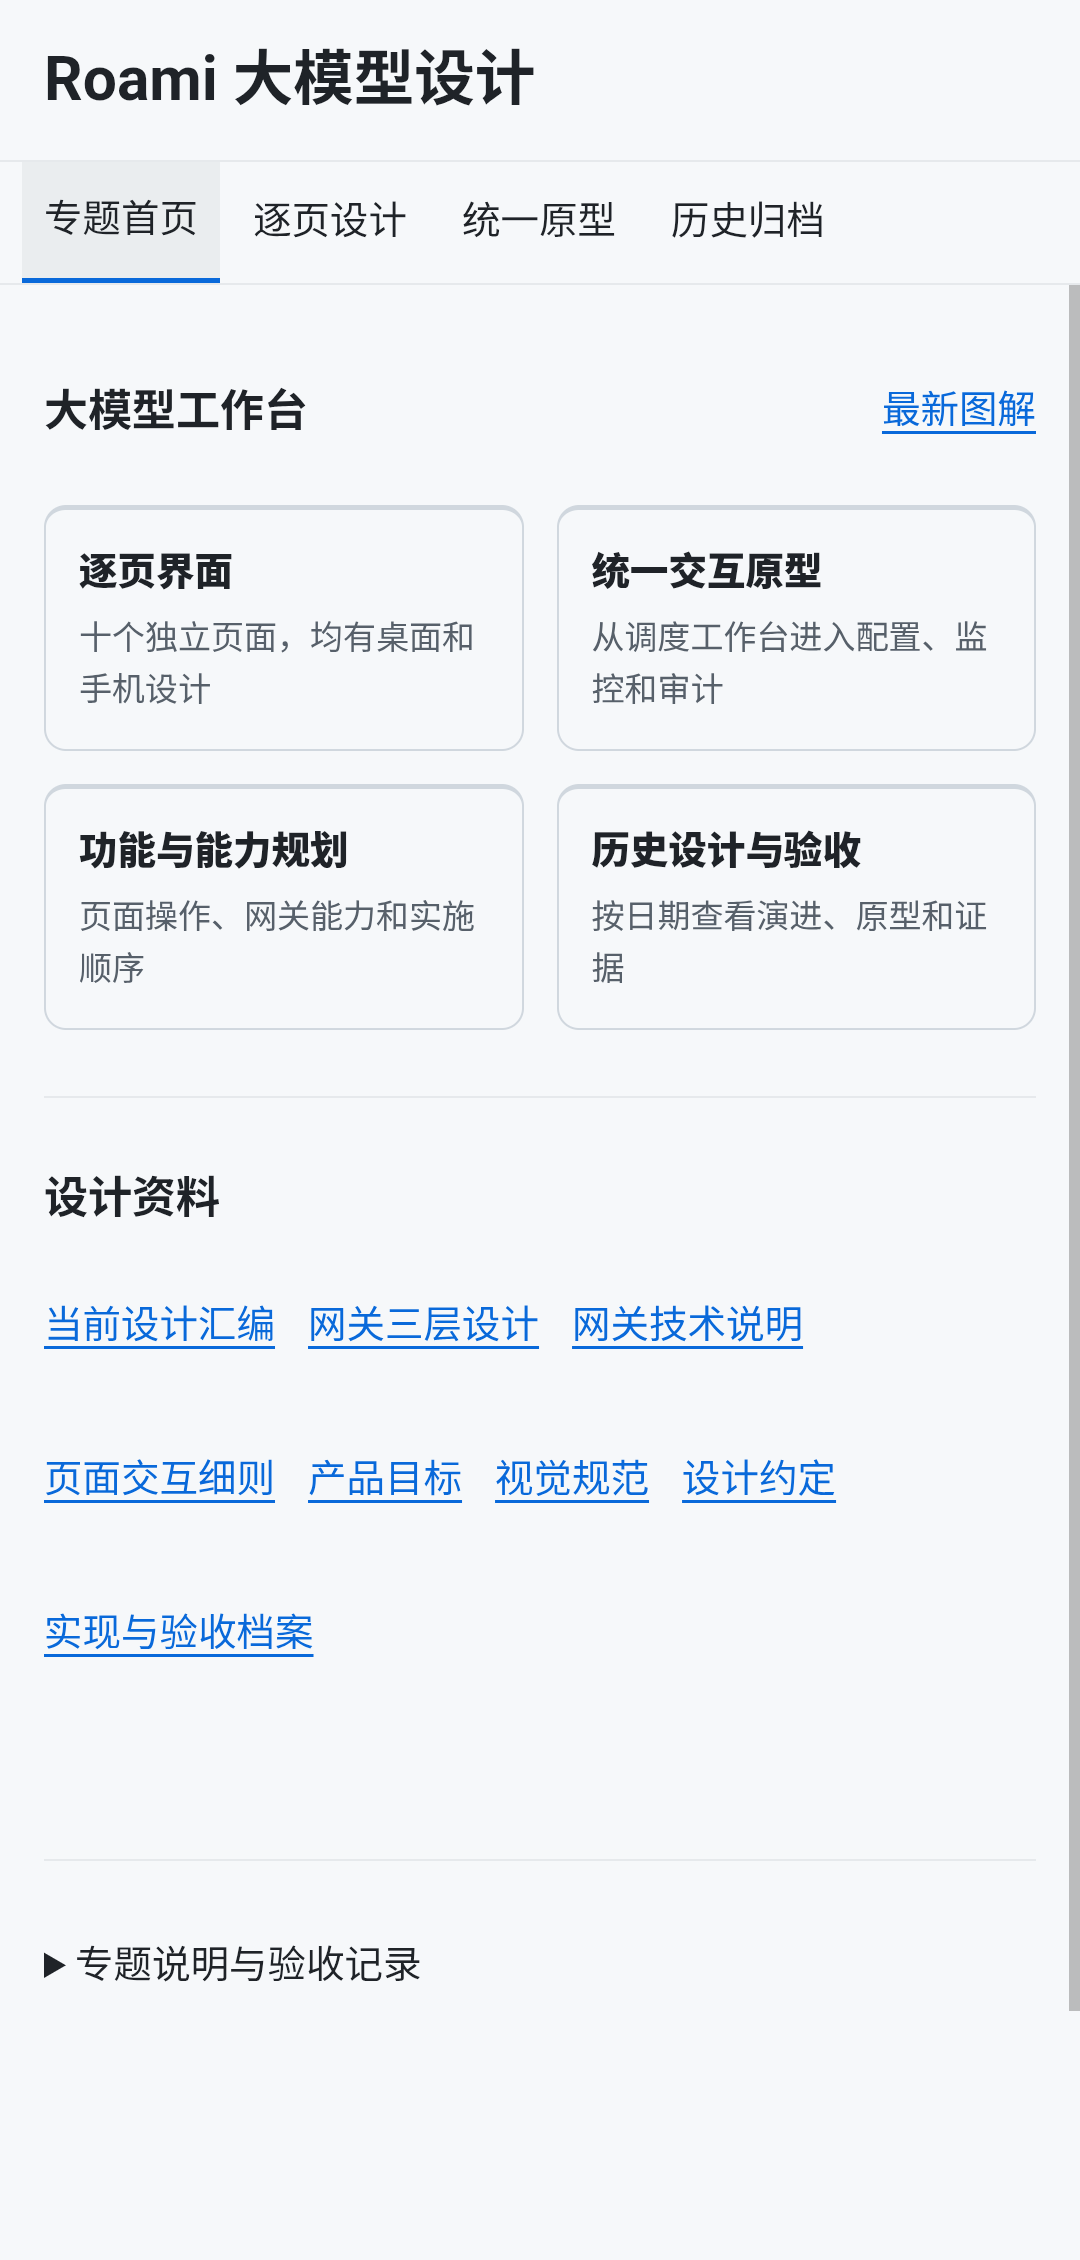 Roami 大模型设计
专题首页 逐页设计 统一原型 历史归档
大模型工作台 最新图解
逐页界面
十个独立页面，均有桌面和
手机设计
统一交互原型
从调度工作台进入配置、监
控和审计
功能与能力规划
页面操作、网关能力和实施
顺序
历史设计与验收
按日期查看演进、原型和证
据
设计资料
当前设计汇编 网关三层设计 网关技术说明
页面交互细则 产品目标 视觉规范 设计约定
实现与验收档案
专题说明与验收记录